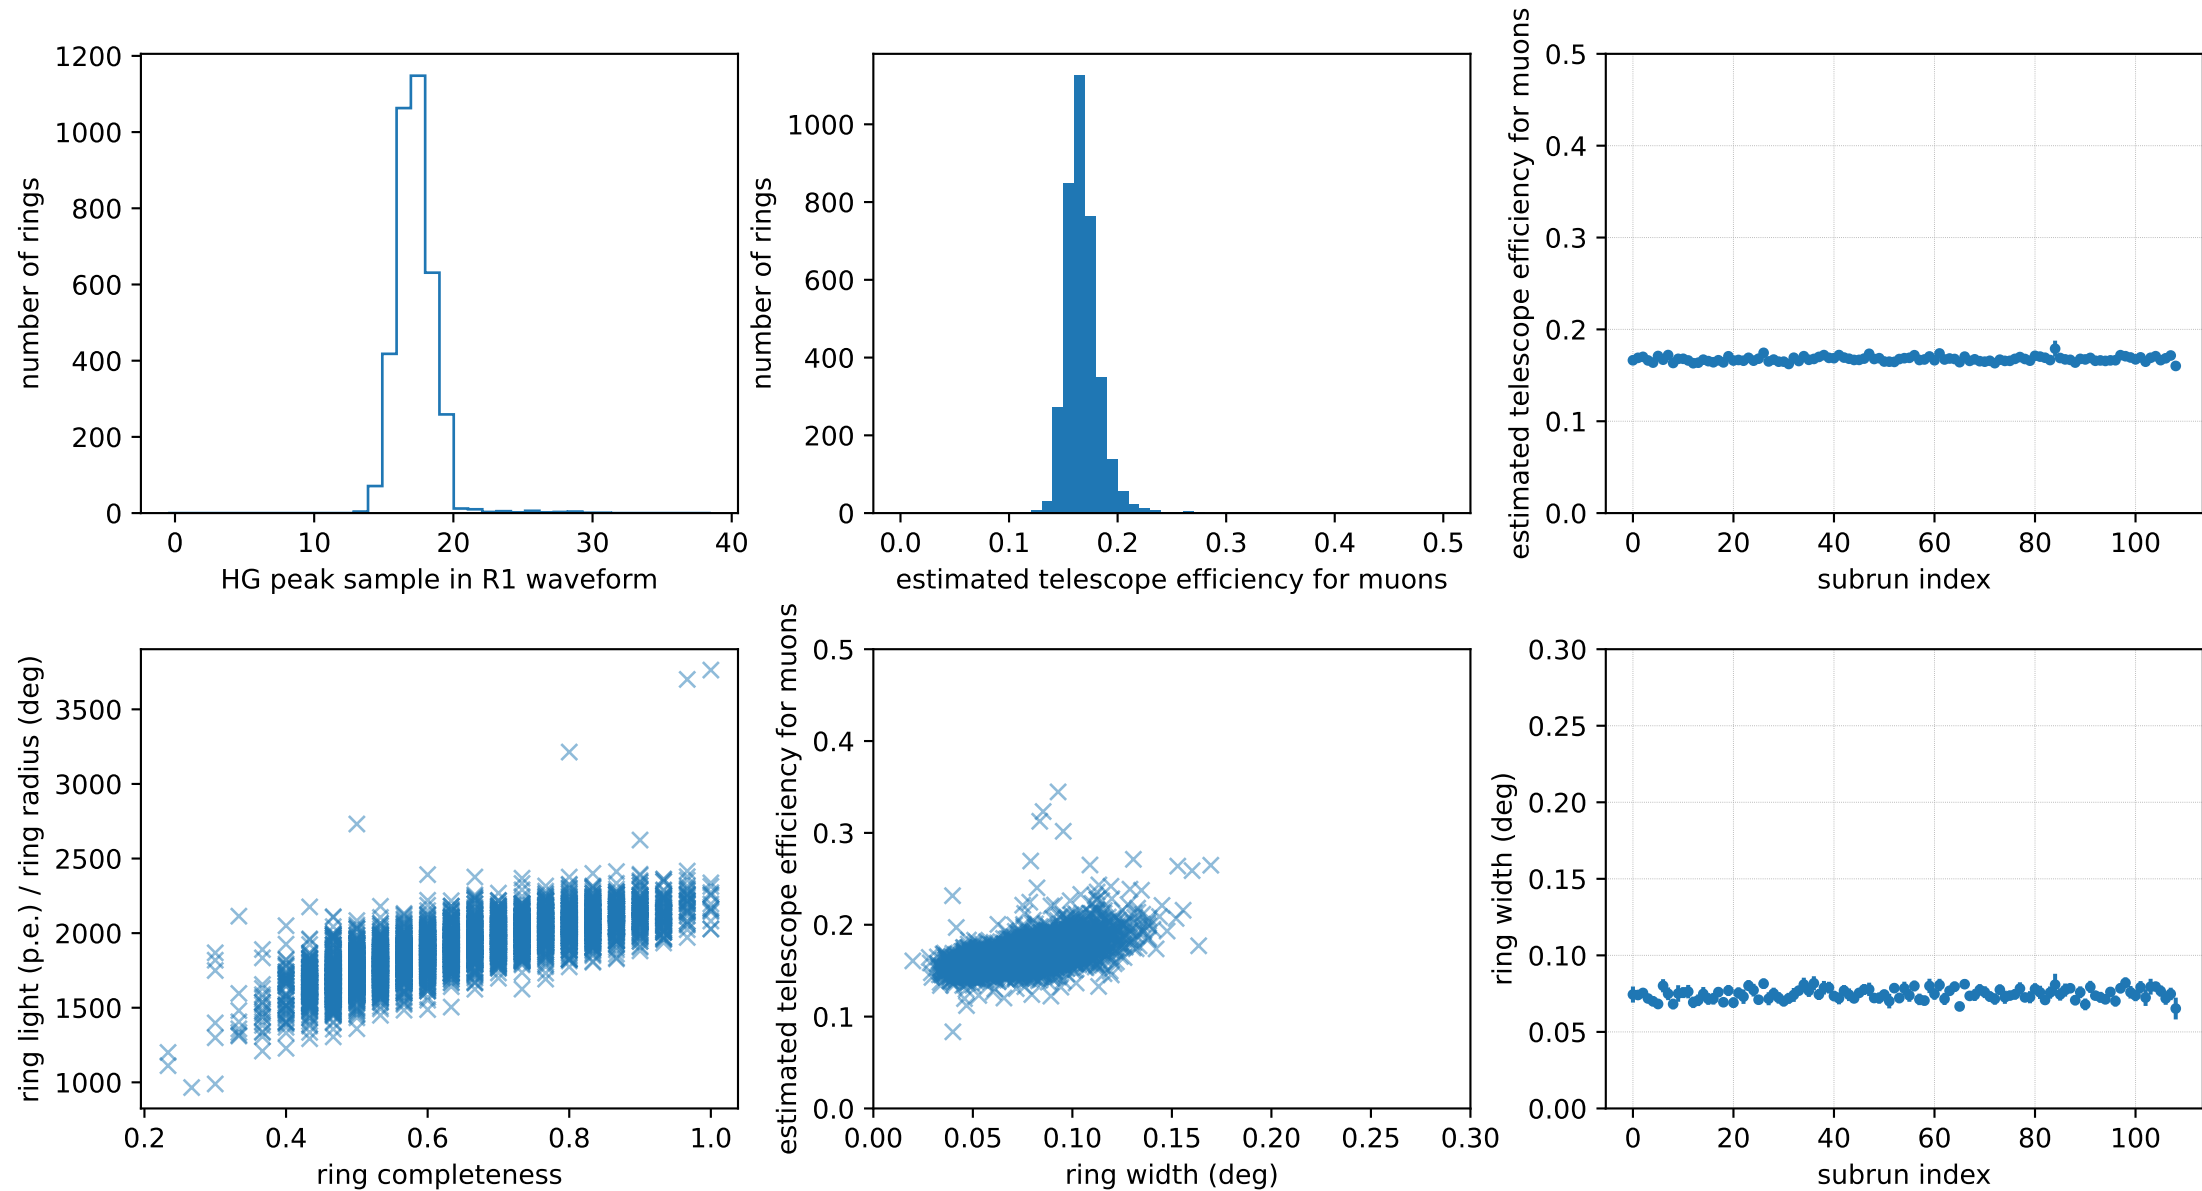 number of rings
1200
1000
800
600
400
200
0
0 10 20 30 40
HG peak sample in R1 waveform
number of rings
1000
800
600
400
200
0
0.0 0.1 0.2 0.3 0.4 0.5
estimated telescope efficiency for muons
estimated telescope efficiency for muons
0.5
0.4
0.3
0.2
0.1
0.0
0 20 40 60 80 100
subrun index
ring light (p.e.) / ring radius (deg)
3500
3000
2500
2000
1500
1000
0.2 0.4 0.6 0.8 1.0
ring completeness
estimated telescope efficiency for muons
0.5
0.4
0.3
0.2
0.1
0.0
0.00 0.05 0.10 0.15 0.20 0.25 0.30
ring width (deg)
ring width (deg)
0.30
0.25
0.20
0.15
0.10
0.05
0.00
0 20 40 60 80 100
subrun index